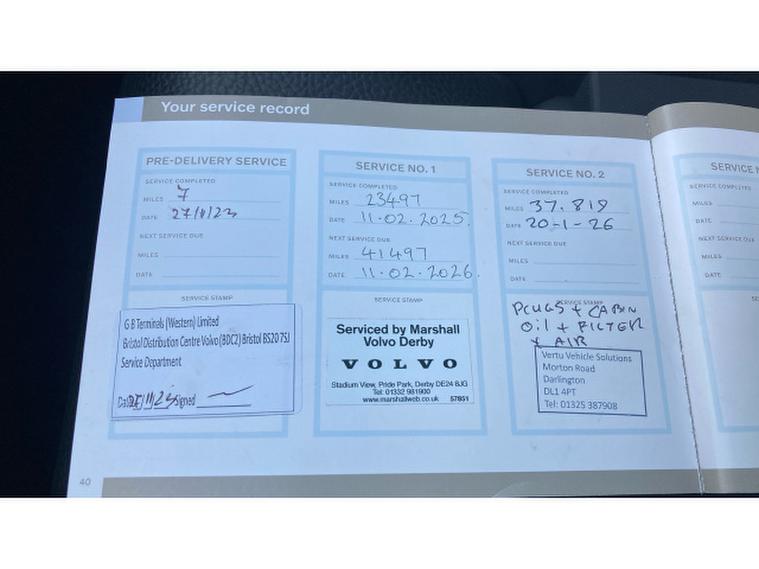 Your service record
PRE-DELIVERY SERVICE
SERVICE COMPLETED
MILES 7
DATE 27/11/23
NEXT SERVICE DUE
MILES
DATE
SERVICE STAMP
G B Terminals (Western) Limited
Bristol Distribution Centre Volvo (BDC2) Bristol BS20 7SJ
Service Department
Date 27/11/23 Signed
SERVICE NO. 1
SERVICE COMPLETED
MILES 23497
DATE 11.02.2025.
NEXT SERVICE DUE
MILES 41497
DATE 11.02.2026.
SERVICE STAMP
Serviced by Marshall
Volvo Derby
VOLVO
Stadium View, Pride Park, Derby DE24 8JG
Tel: 01332 981900
www.marshallweb.co.uk 57851
SERVICE NO. 2
SERVICE COMPLETED
MILES 37.819
DATE 20-1-26
NEXT SERVICE DUE
MILES
DATE
SERVICE STAMP
PLUGS + CABIN
OIL + FILTER
+ AIR
Vertu Vehicle Solutions
Morton Road
Darlington
DL1 4PT
Tel: 01325 387908
SERVICE
SERVICE COMPLETED
MILES
DATE
NEXT SERVICE DUE
MILES
DATE
40